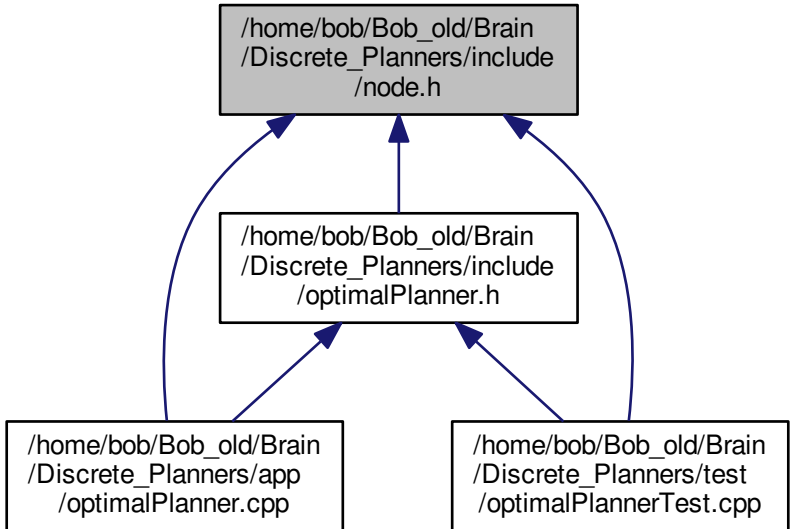 /home/bob/Bob_old/Brain
/Discrete_Planners/include
/node.h
/home/bob/Bob_old/Brain
/Discrete_Planners/include
/optimalPlanner.h
/home/bob/Bob_old/Brain
/Discrete_Planners/app
/optimalPlanner.cpp
/home/bob/Bob_old/Brain
/Discrete_Planners/test
/optimalPlannerTest.cpp